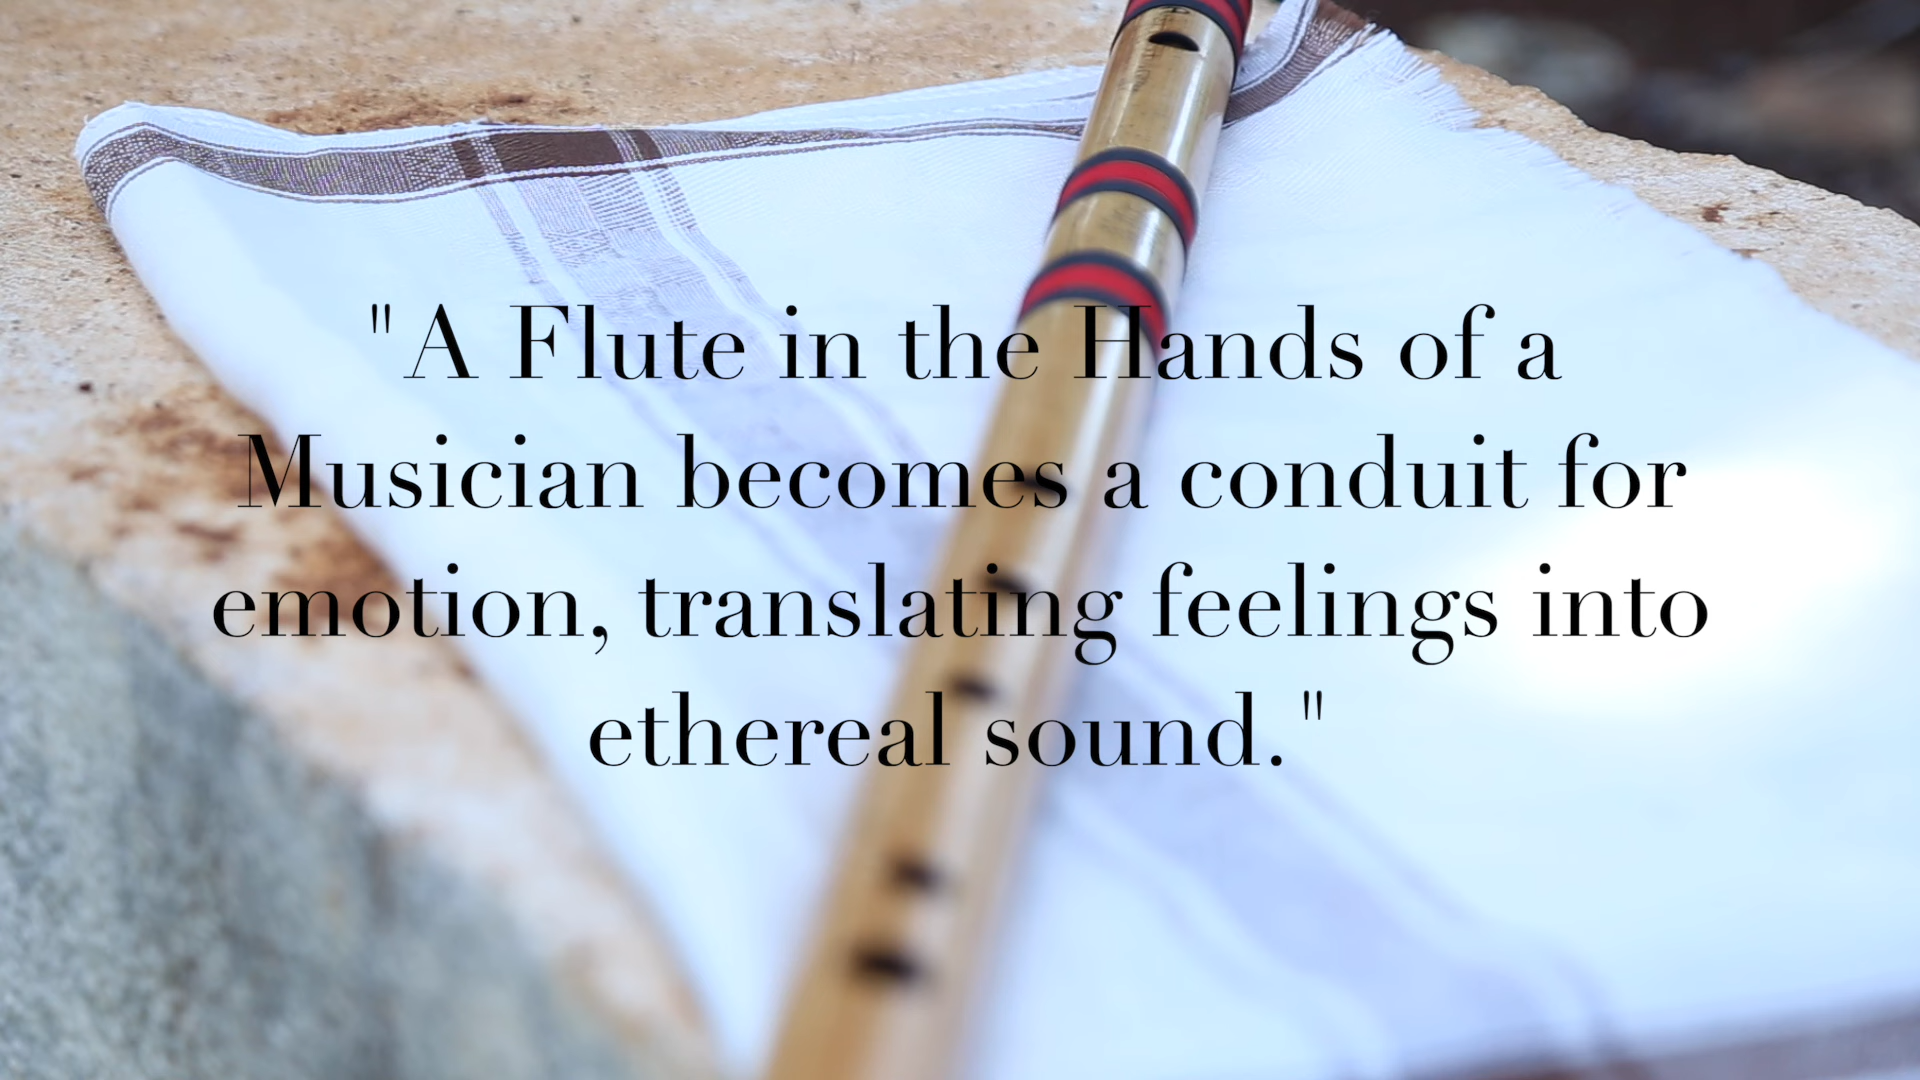 "A Flute in the Hands of a
Musician becomes a conduit for
emotion, translating feelings into
ethereal sound."